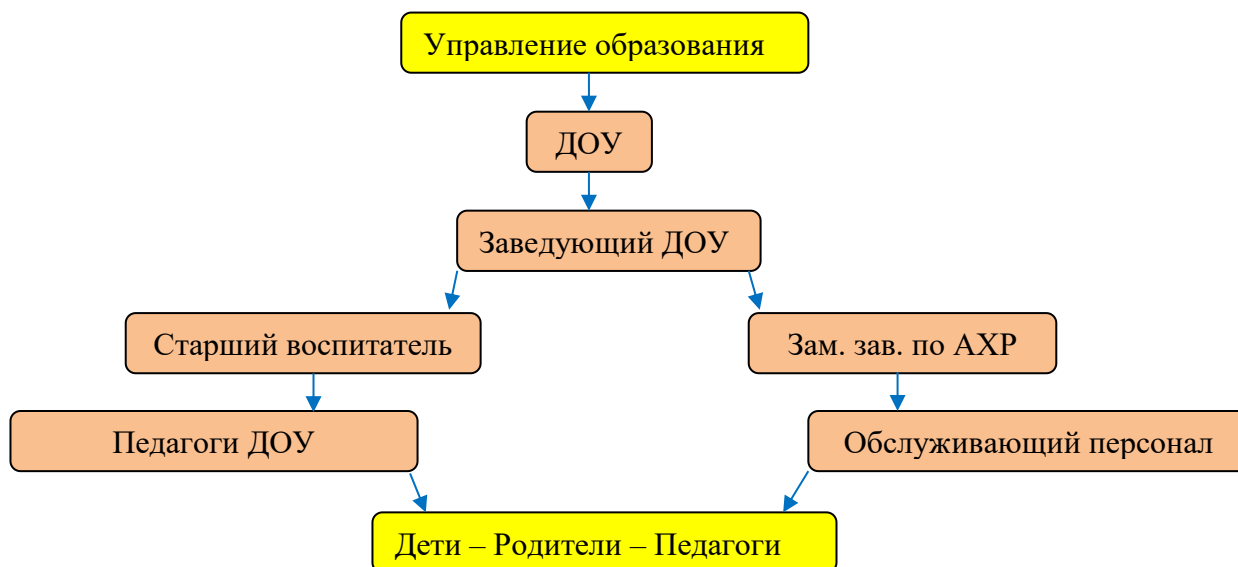 Управление образования
ДОУ
Заведующий ДОУ
Старший воспитатель
Зам. зав. по АХР
Педагоги ДОУ
Обслуживающий персонал
Дети – Родители – Педагоги